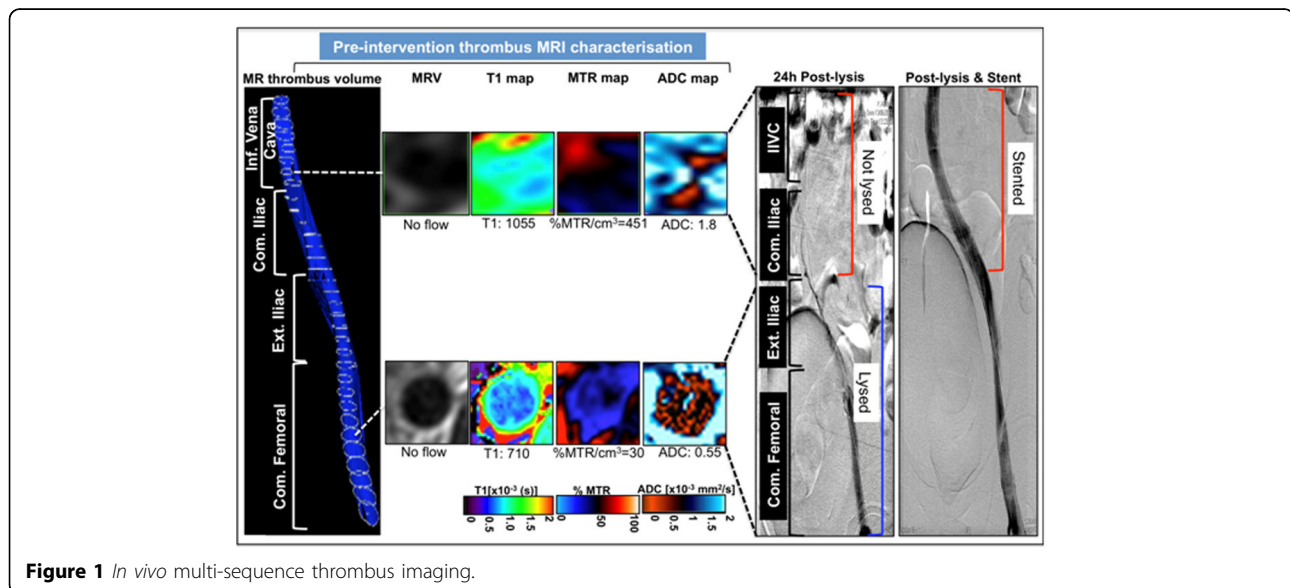 Pre-intervention thrombus MRI characterisation
MR thrombus volume
MRV
T1 map
MTR map
ADC map
24h Post-lysis
Post-lysis & Stent
Inf. Vena
Cava
Com. Iliac
Ext. Iliac
Com. Femoral
No flow
T1: 1055
%MTR/cm³=451
ADC: 1.8
No flow
T1: 710
%MTR/cm³=30
ADC: 0.55
T1[x10⁻³ (s)]
0 0.5 1.0 1.5 2
% MTR
0 50 100
ADC [x10⁻³ mm²/s]
0 0.5 1 1.5 2
IIVC
Com. Iliac
Ext. Iliac
Com. Femoral
Not lysed
Lysed
Stented
Figure 1 In vivo multi-sequence thrombus imaging.